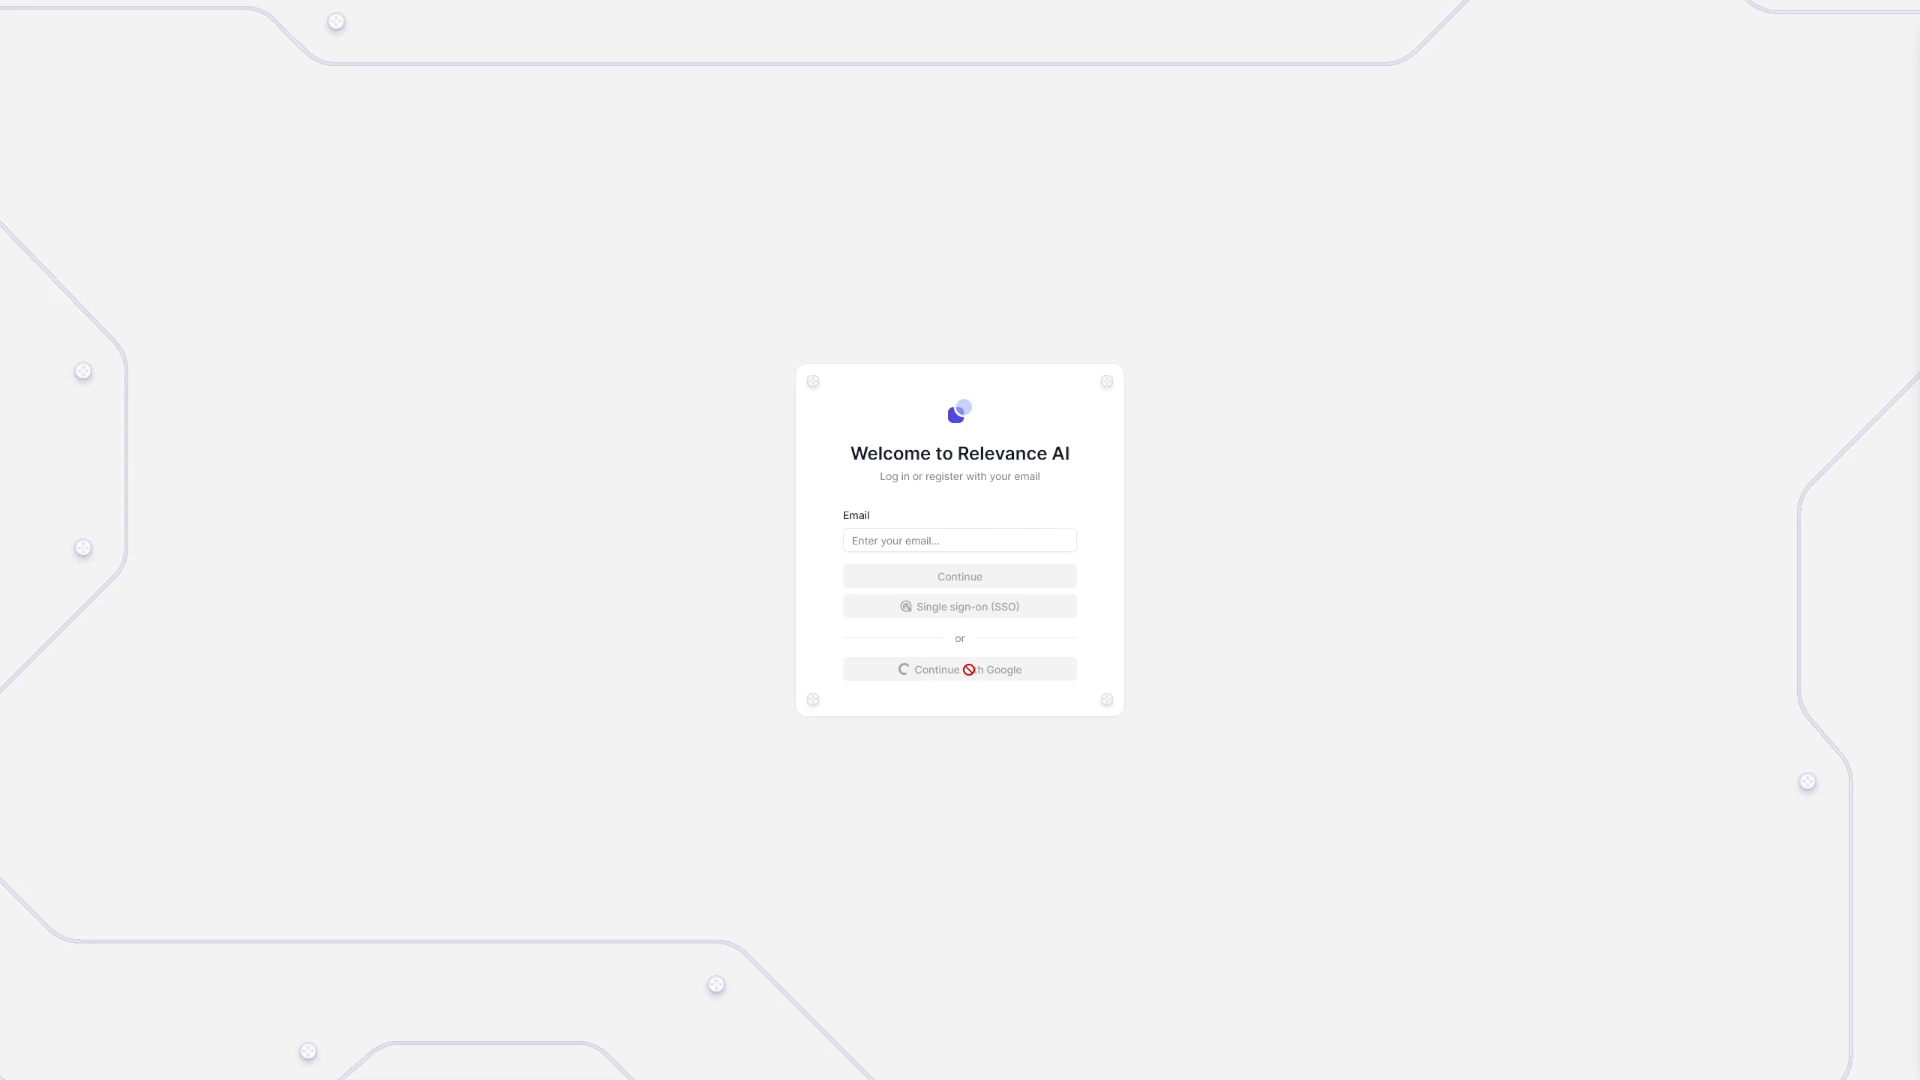 Welcome to Relevance AI
Log in or register with your email
Email
Enter your email...
Continue
Single sign-on (SSO)
or
Continue th Google